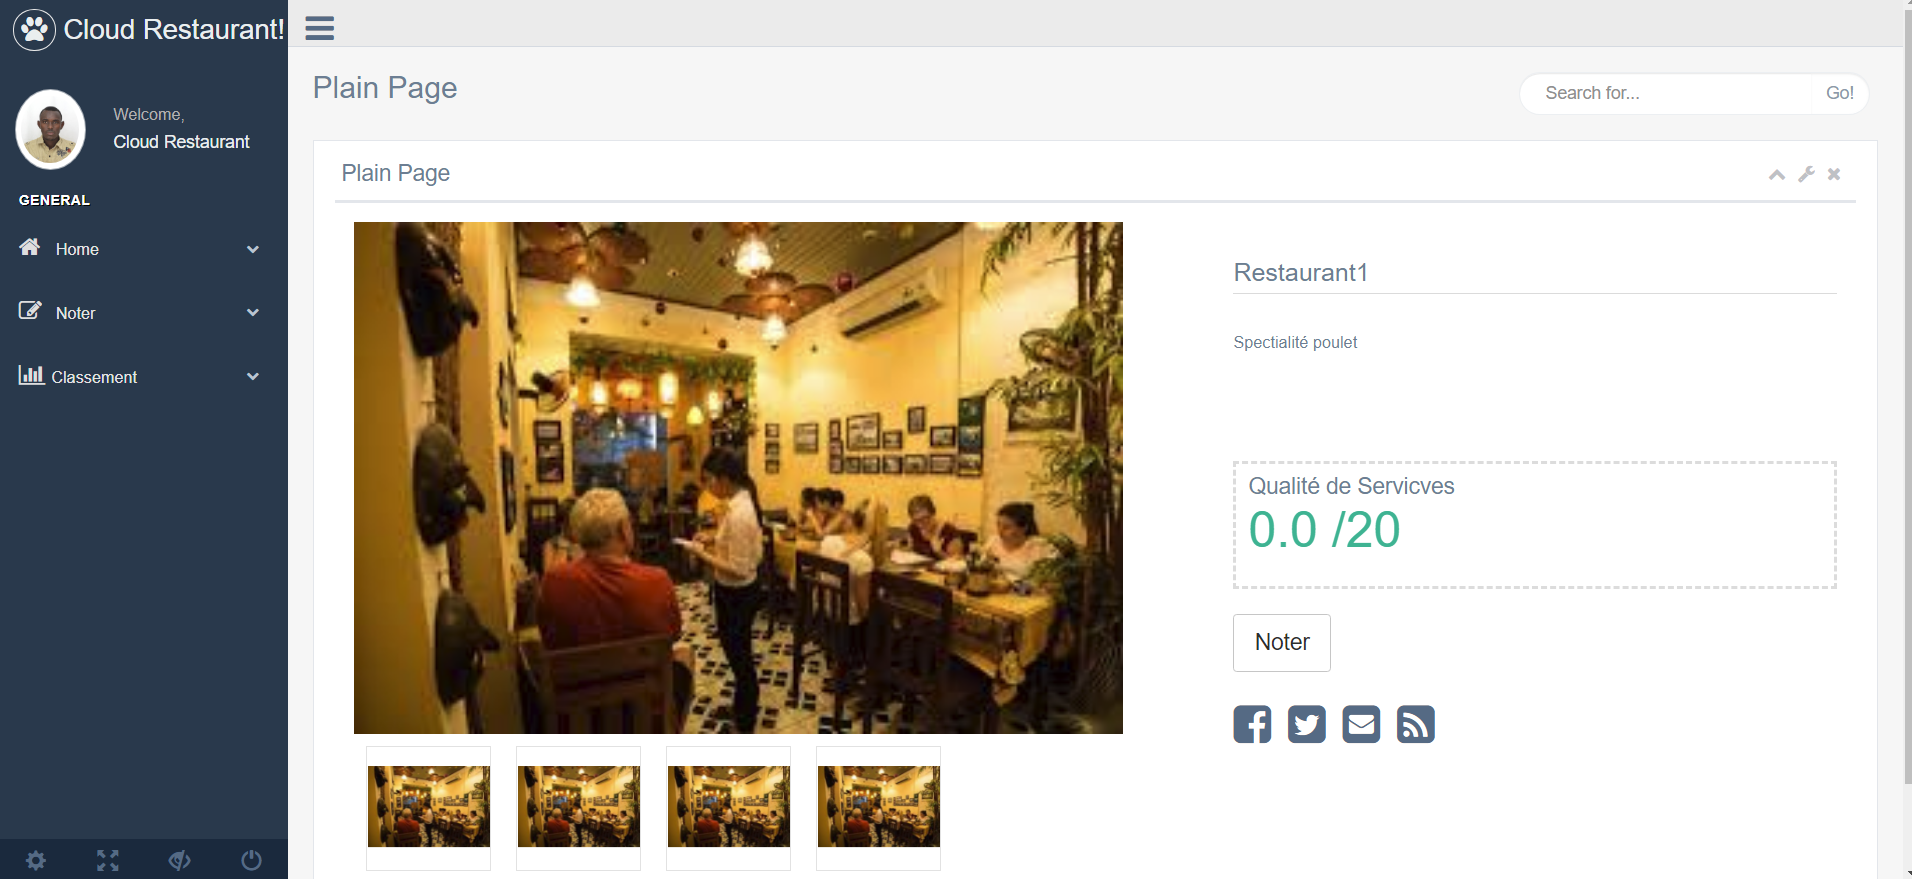 Cloud Restaurant!
Welcome,
Cloud Restaurant
GENERAL
Home
Noter
Classement
Plain Page
Search for...
Go!
Plain Page
Restaurant1
Spectialité poulet
Qualité de Servicves
0.0 /20
Noter